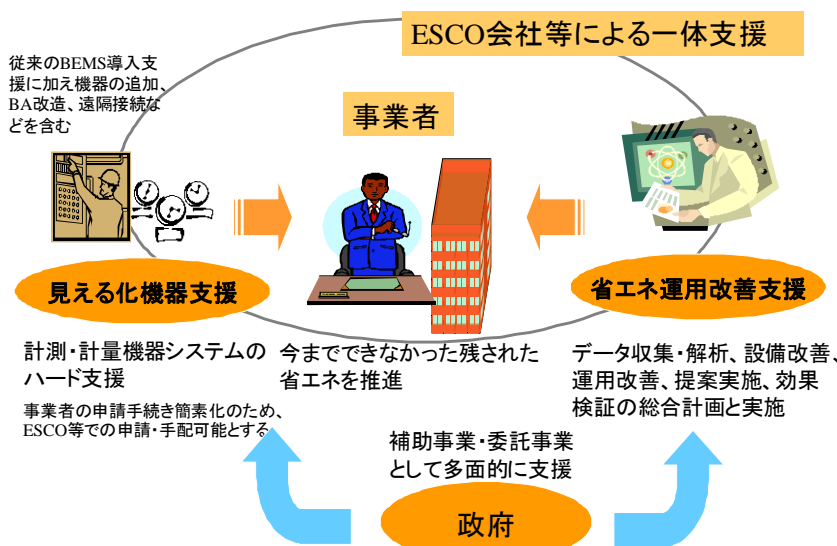 ESCO会社等による一体支援
従来のBEMS導入支
援に加え機器の追加、
BA改造、遠隔接続な
どを含む
事業者
見える化機器支援
省エネ運用改善支援
計測・計量機器システムの
ハード支援
事業者の申請手続き簡素化のため、
ESCO等での申請・手配可能とする
今までできなかった残された
省エネを推進
データ収集・解析、設備改善、
運用改善、提案実施、効果
検証の総合計画と実施
補助事業・委託事業
として多面的に支援
政府